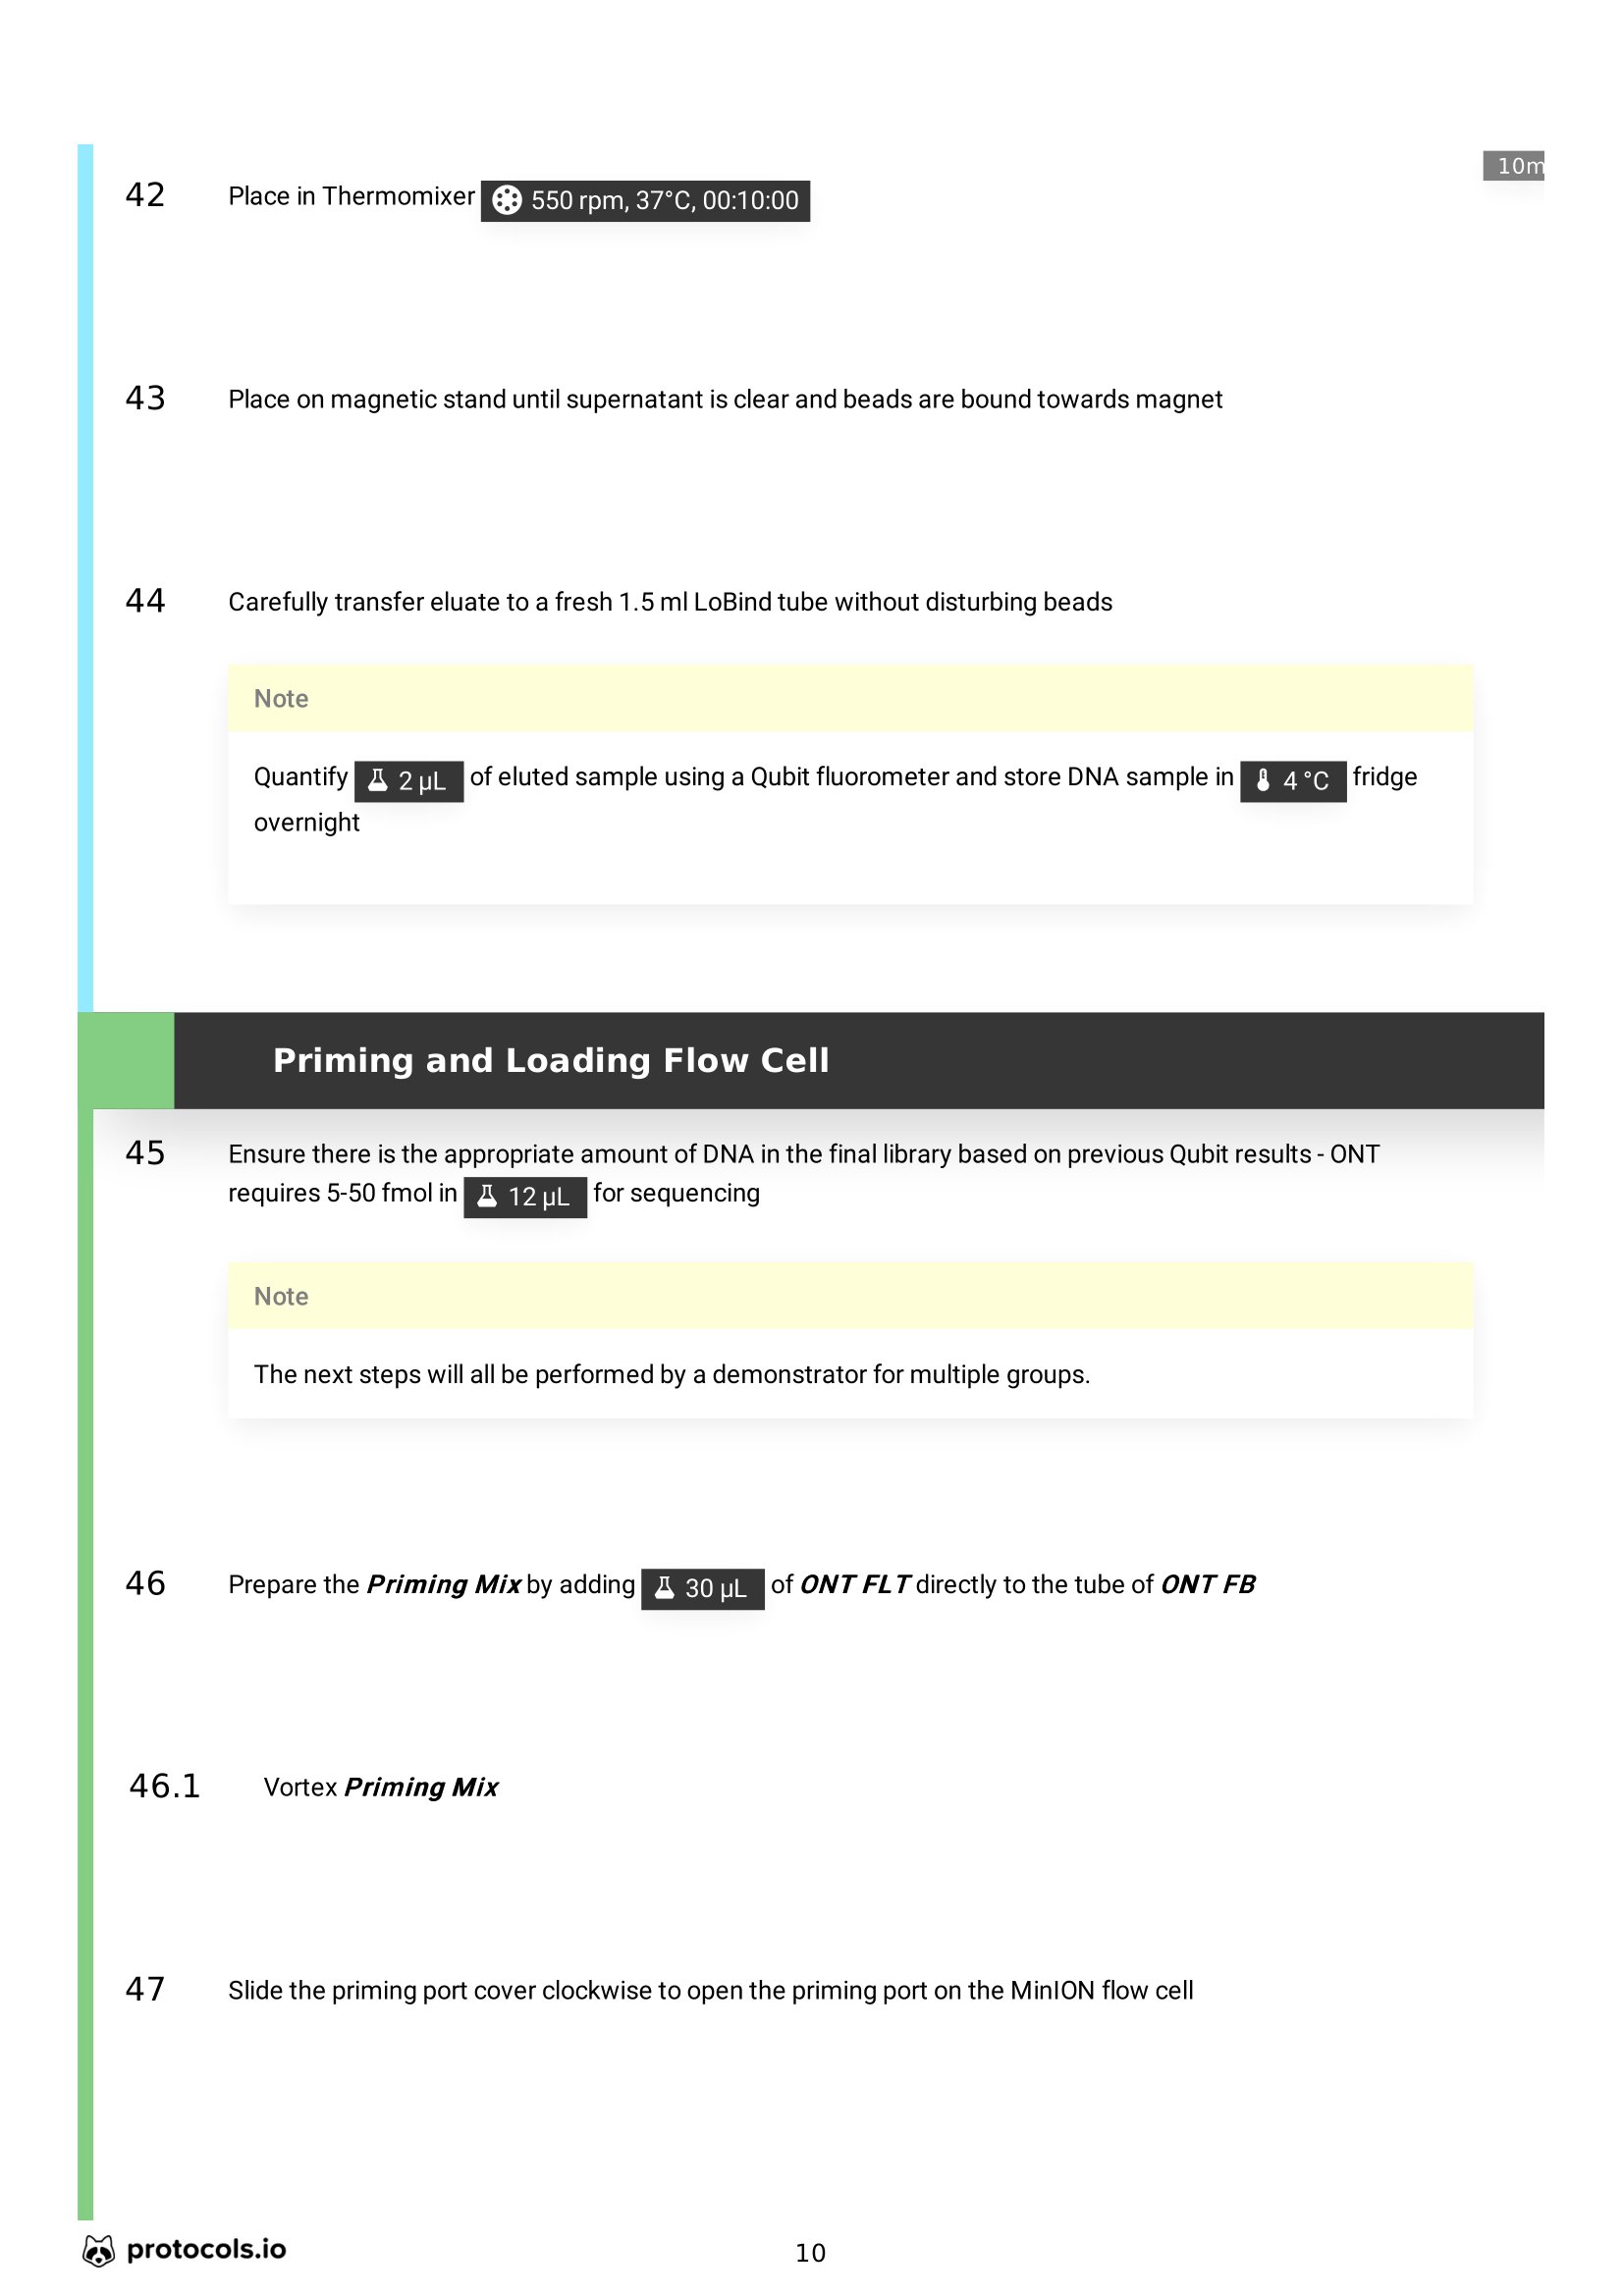 10m
42 Place in Thermomixer 550 rpm, 37°C, 00:10:00
43 Place on magnetic stand until supernatant is clear and beads are bound towards magnet
44 Carefully transfer eluate to a fresh 1.5 ml LoBind tube without disturbing beads
Note
Quantify 2 µL of eluted sample using a Qubit fluorometer and store DNA sample in 4 °C fridge
overnight
Priming and Loading Flow Cell
45 Ensure there is the appropriate amount of DNA in the final library based on previous Qubit results - ONT
requires 5-50 fmol in 12 µL for sequencing
Note
The next steps will all be performed by a demonstrator for multiple groups.
46 Prepare the Priming Mix by adding 30 µL of ONT FLT directly to the tube of ONT FB
46.1 Vortex Priming Mix
47 Slide the priming port cover clockwise to open the priming port on the MinION flow cell
protocols.io
10